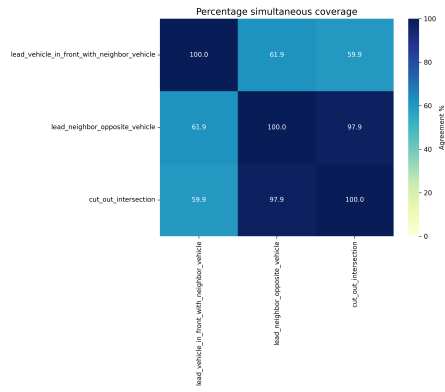 Percentage simultaneous coverage
lead_vehicle_in_front_with_neighbor_vehicle
100.0
61.9
59.9
lead_neighbor_opposite_vehicle
61.9
100.0
97.9
cut_out_intersection
59.9
97.9
100.0
lead_vehicle_in_front_with_neighbor_vehicle
lead_neighbor_opposite_vehicle
cut_out_intersection
100
80
60
40
20
0
Agreement %